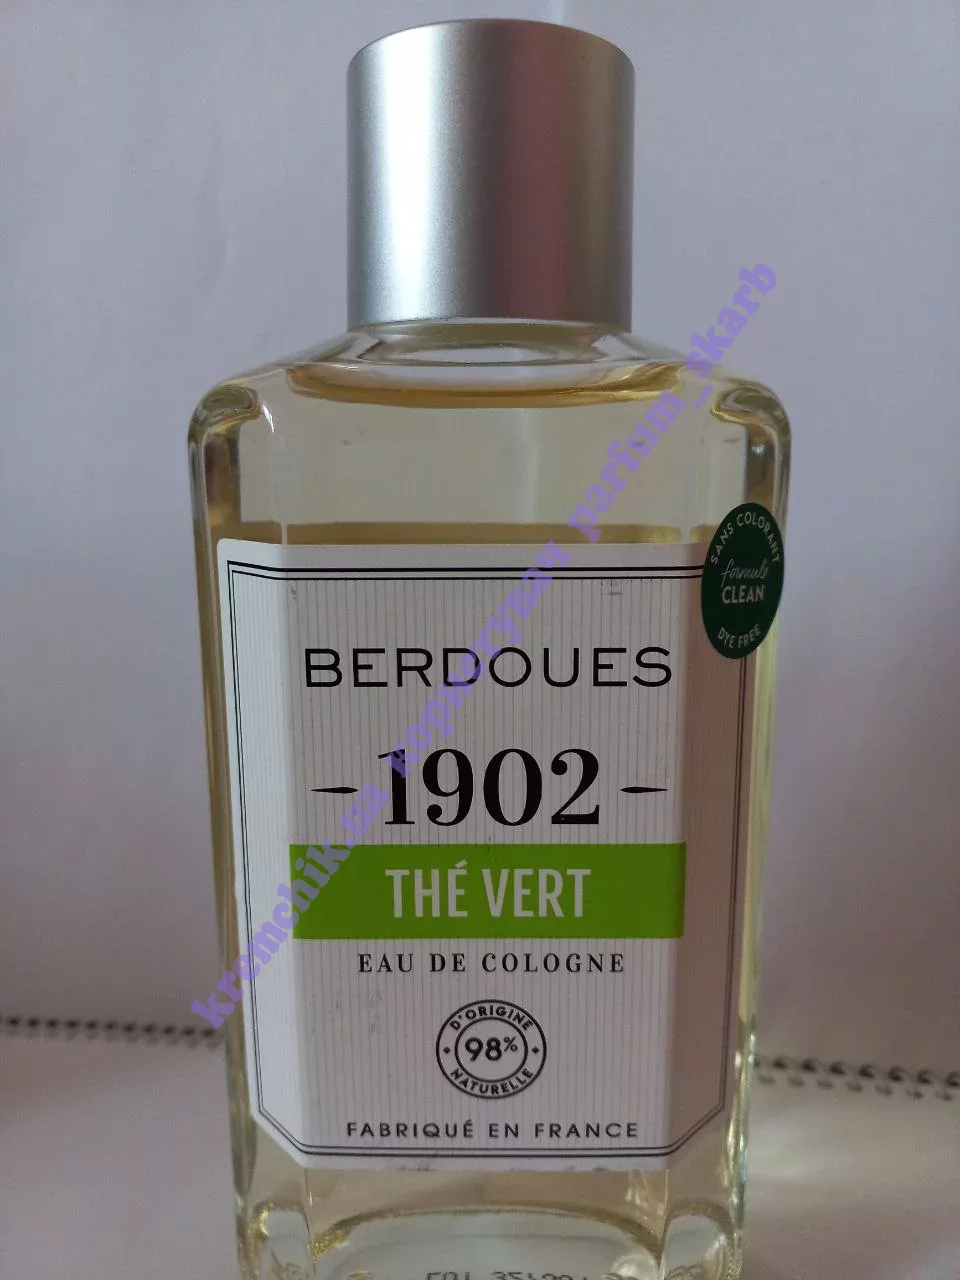 SANS COLORANT
formule
CLEAN
DYE FREE
BERDOUES
1902
THÉ VERT
EAU DE COLOGNE
D'ORIGINE
98%
NATURELLE
FABRIQUÉ EN FRANCE
kremchik.ua користувач parfum_skarb